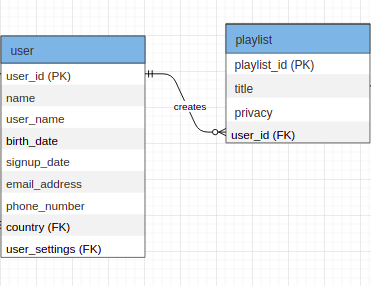 user
user_id (PK)
name
user_name
birth_date
signup_date
email_address
phone_number
country (FK)
user_settings (FK)
creates
playlist
playlist_id (PK)
title
privacy
user_id (FK)